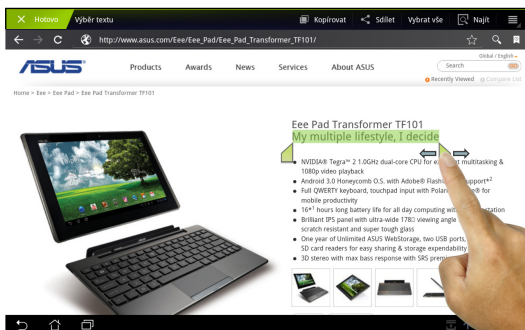 Hotovo Výběr textu Kopírovat Sdílet Vybrat vše Najít
http://www.asus.com/Eee/Eee_Pad/Eee_Pad_Transformer_TF101/
Global / English
ASUS Products Awards News Services About ASUS Search
Recently Viewed Compare List
Home > Eee > Eee Pad > Eee Pad Transformer TF101
Eee Pad Transformer TF101
My multiple lifestyle, I decide
NVIDIA® Tegra™ 2 1.0GHz dual-core CPU for multitasking &
1080p video playback
Android 3.0 Honeycomb O.S. with Adobe® Flash support*2
Full QWERTY keyboard, touchpad input with Polaris® for
mobile productivity
16*1 hours long battery life for all day computing
Brilliant IPS panel with ultra-wide 178 viewing angle
scratch resistant and super tough glass
One year of Unlimited ASUS WebStorage, two USB ports,
SD card readers for easy sharing & storage expendability
3D stereo with max bass response with SRS